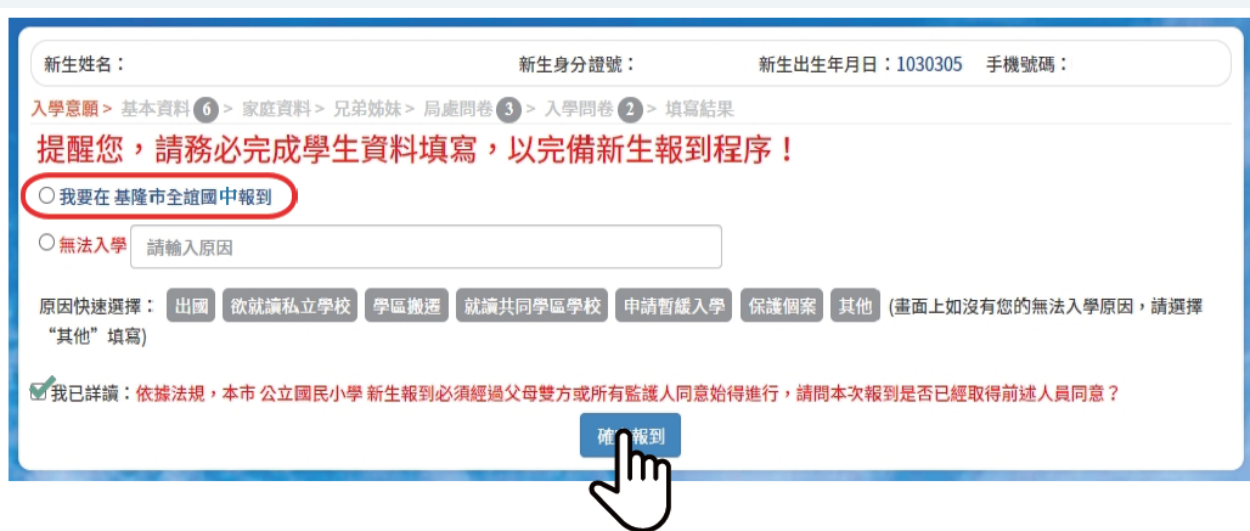 新生姓名： 新生身分證號： 新生出生年月日：1030305 手機號碼：
入學意願> 基本資料 6 > 家庭資料> 兄弟姊妹> 局處問卷 3 > 入學問卷 2 > 填寫結果
提醒您，請務必完成學生資料填寫，以完備新生報到程序！
我要在 基隆市全誼國中報到
無法入學 請輸入原因
原因快速選擇： 出國 欲就讀私立學校 學區搬遷 就讀共同學區學校 申請暫緩入學 保護個案 其他 (畫面上如沒有您的無法入學原因，請選擇
“其他”填寫)
我已詳讀：依據法規，本市 公立國民小學 新生報到必須經過父母雙方或所有監護人同意始得進行，請問本次報到是否已經取得前述人員同意？
確 報到